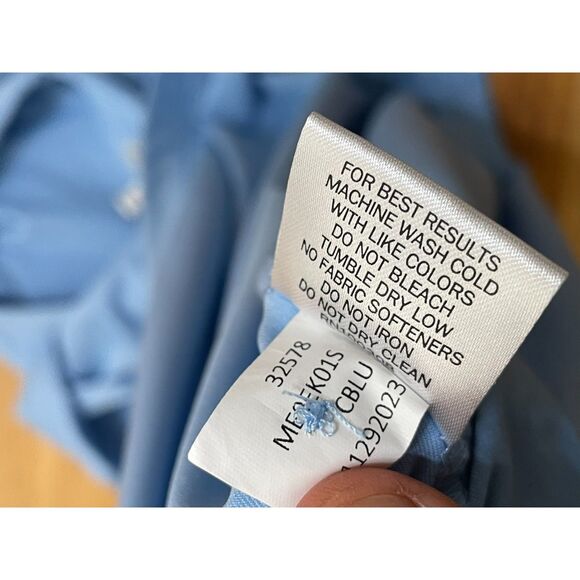 FOR BEST RESULTS
MACHINE WASH COLD
WITH LIKE COLORS
DO NOT BLEACH
TUMBLE DRY LOW
NO FABRIC SOFTENERS
DO NOT IRON
DO NOT DRY CLEAN
32578
CBLU